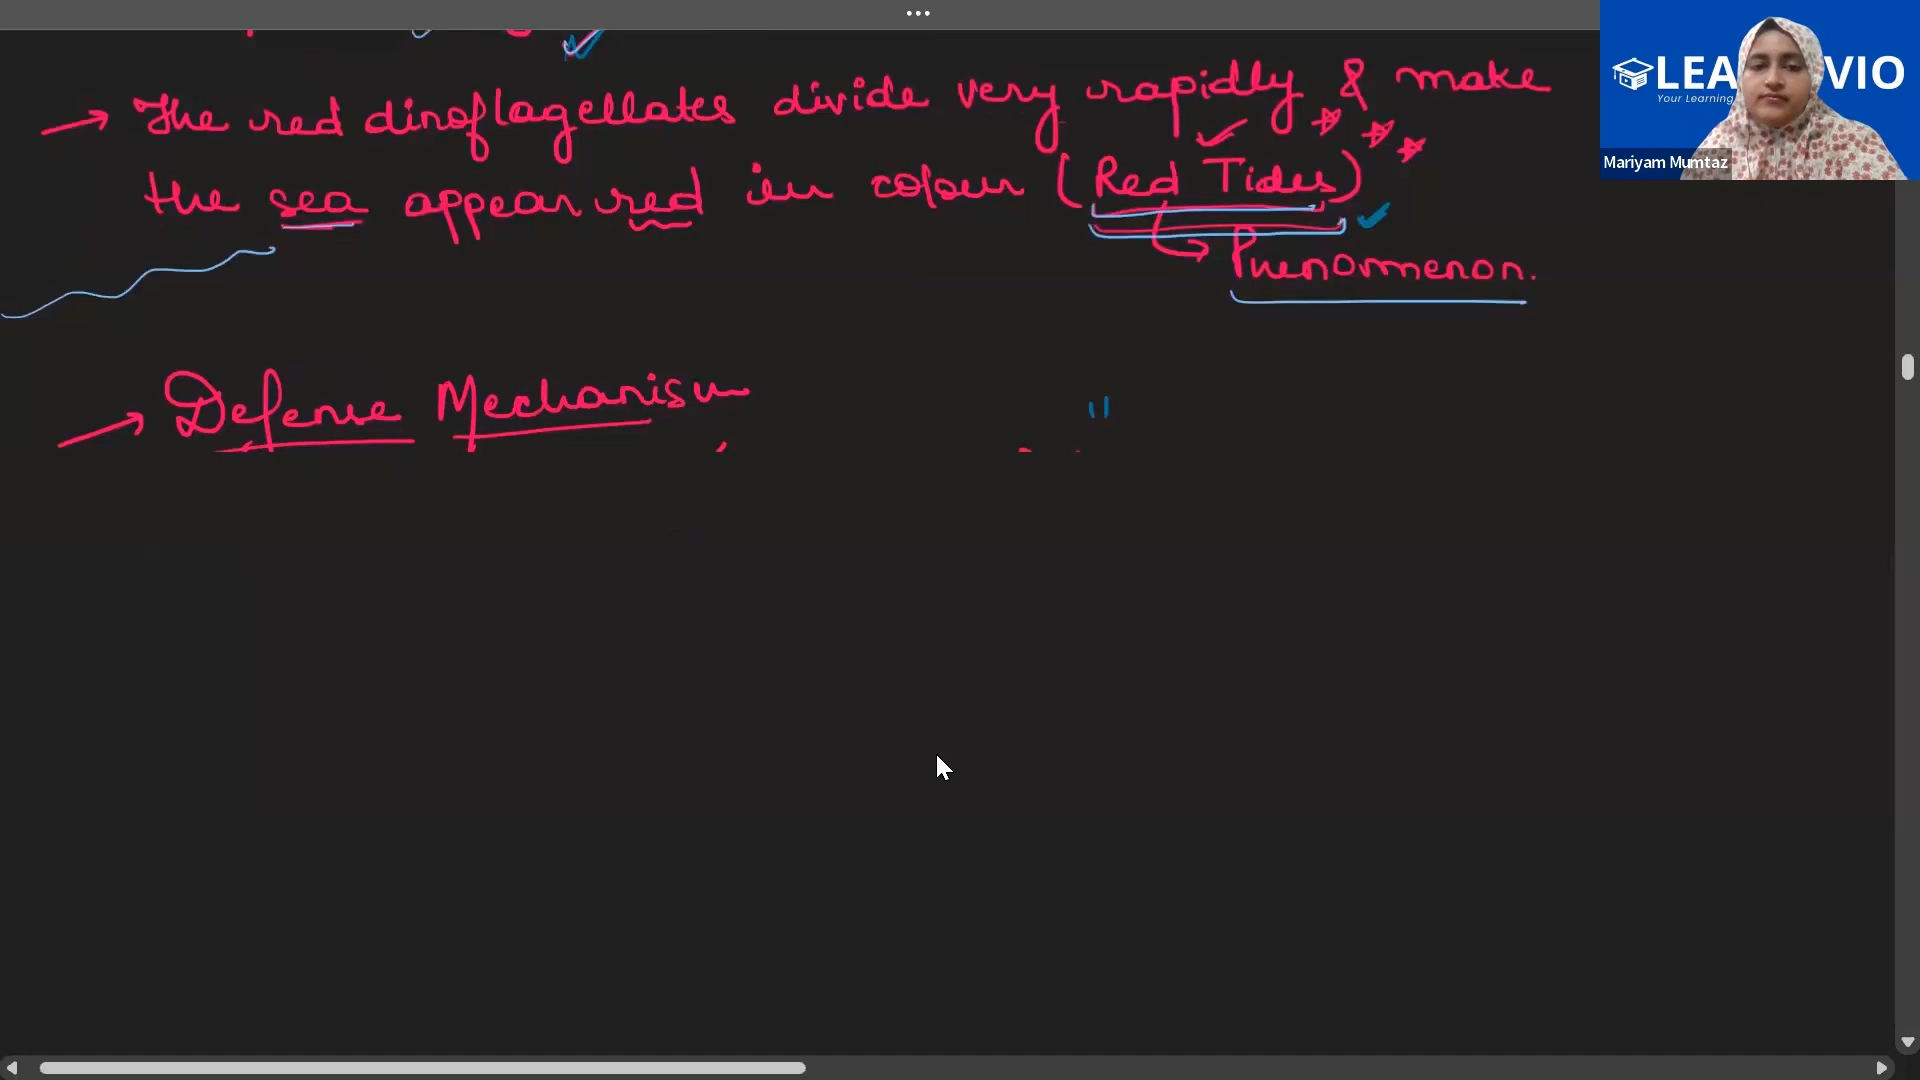 → The red dinoflagellates divide very rapidly & make
the sea appear red in colour (Red Tides)
Phenomenon.
→ Defense Mechanism
LEA VIO
Your Learning
Mariyam Mumtaz